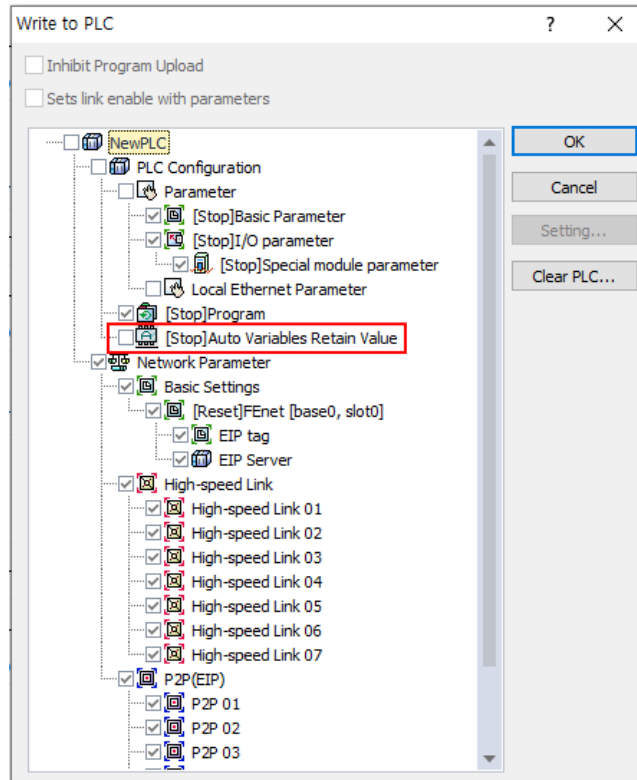 Write to PLC
Inhibit Program Upload
Sets link enable with parameters
NewPLC
PLC Configuration
Parameter
[Stop]Basic Parameter
[Stop]I/O parameter
[Stop]Special module parameter
Local Ethernet Parameter
[Stop]Program
[Stop]Auto Variables Retain Value
Network Parameter
Basic Settings
[Reset]FEnet [base0, slot0]
EIP tag
EIP Server
High-speed Link
High-speed Link 01
High-speed Link 02
High-speed Link 03
High-speed Link 04
High-speed Link 05
High-speed Link 06
High-speed Link 07
P2P(EIP)
P2P 01
P2P 02
P2P 03
OK
Cancel
Setting...
Clear PLC...